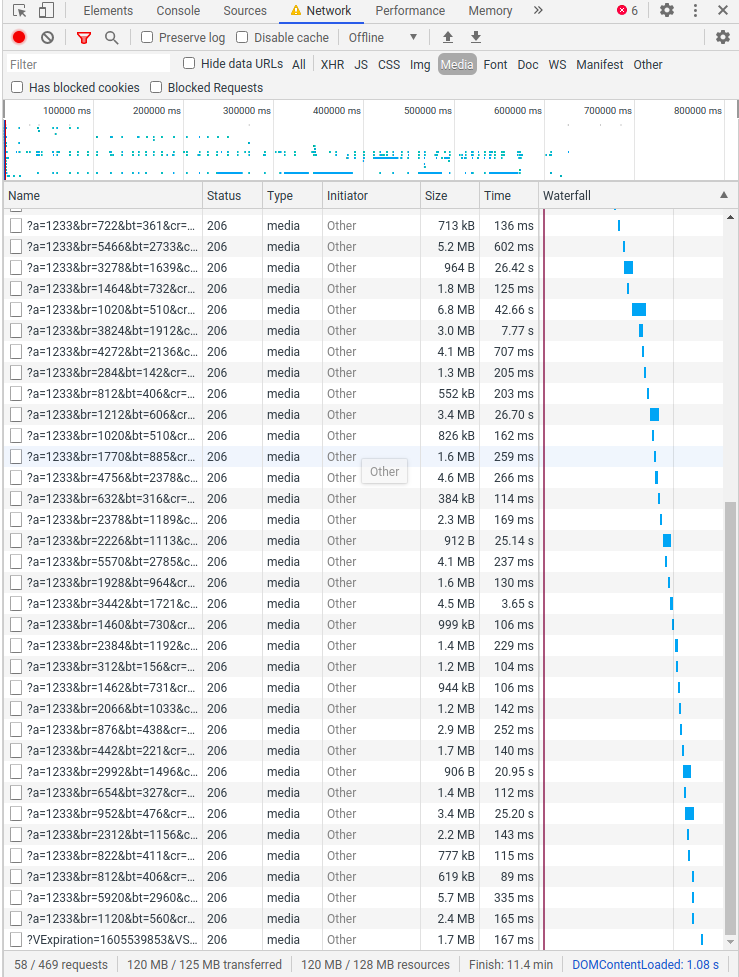 Elements Console Sources Network Performance Memory » 6
Preserve log Disable cache Offline
Filter Hide data URLs All XHR JS CSS Img Media Font Doc WS Manifest Other
Has blocked cookies Blocked Requests
100000 ms 200000 ms 300000 ms 400000 ms 500000 ms 600000 ms 700000 ms 800000 ms
Name Status Type Initiator Size Time Waterfall
?a=1233&br=722&bt=361&cr=... 206 media Other 713 kB 136 ms
?a=1233&br=5466&bt=2733&c... 206 media Other 5.2 MB 602 ms
?a=1233&br=3278&bt=1639&c... 206 media Other 964 B 26.42 s
?a=1233&br=1464&bt=732&cr... 206 media Other 1.8 MB 125 ms
?a=1233&br=1020&bt=510&cr... 206 media Other 6.8 MB 42.66 s
?a=1233&br=3824&bt=1912&c... 206 media Other 3.0 MB 7.77 s
?a=1233&br=4272&bt=2136&c... 206 media Other 4.1 MB 707 ms
?a=1233&br=284&bt=142&cr=... 206 media Other 1.3 MB 205 ms
?a=1233&br=812&bt=406&cr=... 206 media Other 552 kB 203 ms
?a=1233&br=1212&bt=606&cr... 206 media Other 3.4 MB 26.70 s
?a=1233&br=1020&bt=510&cr... 206 media Other 826 kB 162 ms
?a=1233&br=1770&bt=885&cr... 206 media Other 1.6 MB 259 ms
Other
?a=1233&br=4756&bt=2378&c... 206 media Other 4.6 MB 266 ms
?a=1233&br=632&bt=316&cr=... 206 media Other 384 kB 114 ms
?a=1233&br=2378&bt=1189&c... 206 media Other 2.3 MB 169 ms
?a=1233&br=2226&bt=1113&c... 206 media Other 912 B 25.14 s
?a=1233&br=5570&bt=2785&c... 206 media Other 4.1 MB 237 ms
?a=1233&br=1928&bt=964&cr... 206 media Other 1.6 MB 130 ms
?a=1233&br=3442&bt=1721&c... 206 media Other 4.5 MB 3.65 s
?a=1233&br=1460&bt=730&cr... 206 media Other 999 kB 106 ms
?a=1233&br=2384&bt=1192&c... 206 media Other 1.4 MB 229 ms
?a=1233&br=312&bt=156&cr=... 206 media Other 1.2 MB 104 ms
?a=1233&br=1462&bt=731&cr... 206 media Other 944 kB 106 ms
?a=1233&br=2066&bt=1033&c... 206 media Other 1.2 MB 142 ms
?a=1233&br=876&bt=438&cr=... 206 media Other 2.9 MB 252 ms
?a=1233&br=442&bt=221&cr=... 206 media Other 1.7 MB 140 ms
?a=1233&br=2992&bt=1496&c... 206 media Other 906 B 20.95 s
?a=1233&br=654&bt=327&cr=... 206 media Other 1.4 MB 112 ms
?a=1233&br=952&bt=476&cr=... 206 media Other 3.4 MB 25.20 s
?a=1233&br=2312&bt=1156&c... 206 media Other 2.2 MB 143 ms
?a=1233&br=822&bt=411&cr=... 206 media Other 777 kB 115 ms
?a=1233&br=812&bt=406&cr=... 206 media Other 619 kB 89 ms
?a=1233&br=5920&bt=2960&c... 206 media Other 5.7 MB 335 ms
?a=1233&br=1120&bt=560&cr... 206 media Other 2.4 MB 165 ms
?VExpiration=1605539853&VS... 206 media Other 1.7 MB 167 ms
58 / 469 requests 120 MB / 125 MB transferred 120 MB / 128 MB resources Finish: 11.4 min DOMContentLoaded: 1.08 s